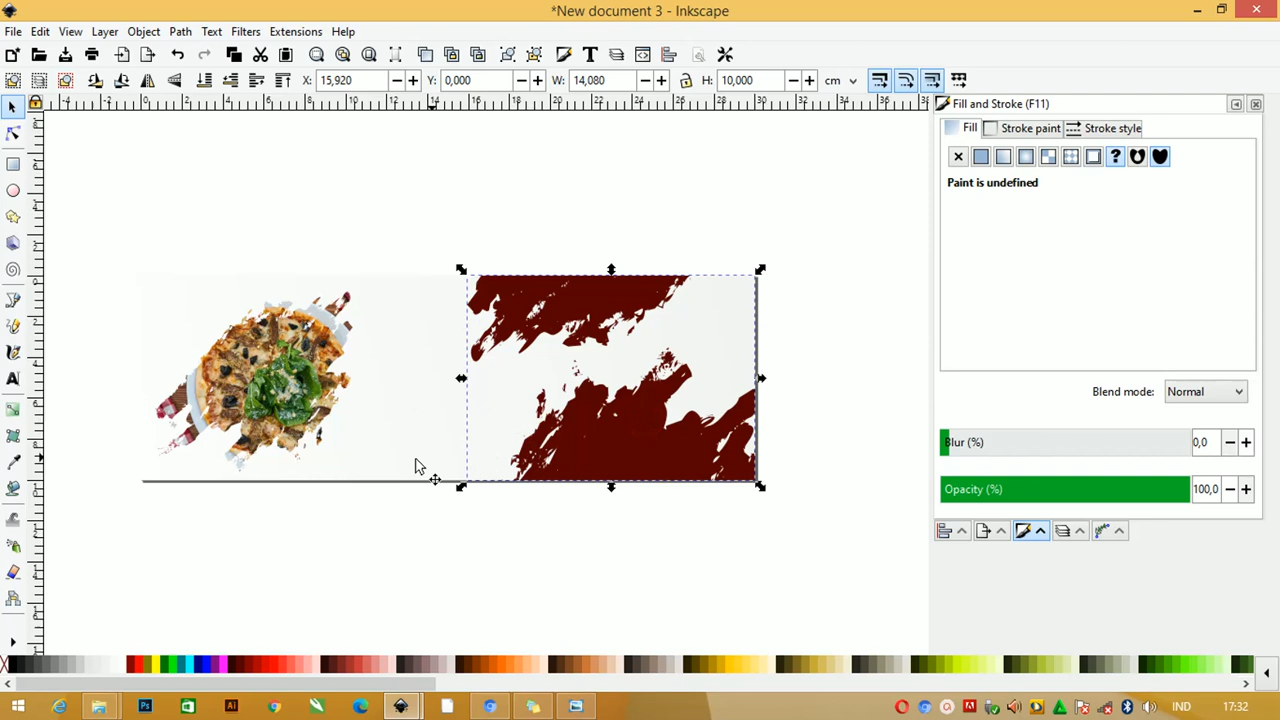 *New document 3 - Inkscape
File Edit View Layer Object Path Text Filters Extensions Help
X: 15,920 Y: 0,000 W: 14,080 H: 10,000 cm
Fill and Stroke (F11)
Fill Stroke paint Stroke style
Paint is undefined
Blend mode: Normal
Blur (%) 0,0
Opacity (%) 100,0
IND 17:32